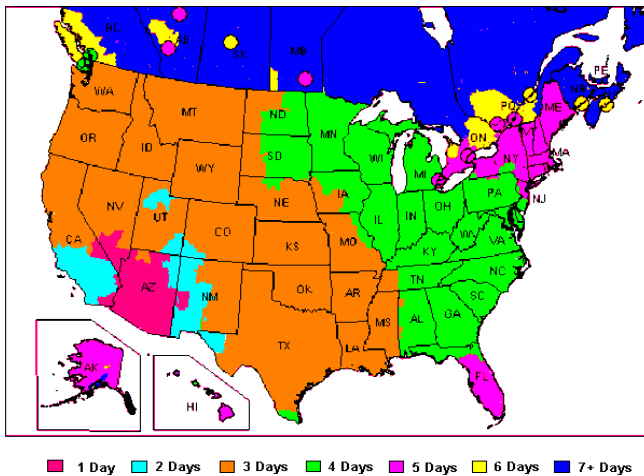 BC
AB
SK
MB
PE
NB
PQ
ON
WA
MT
ND
MN
ME
VT
OR
ID
SD
WI
MI
NY
MA
WY
IA
PA
NJ
NV
UT
NE
IL
IN
OH
CA
CO
KS
MO
WV
VA
KY
AZ
NM
OK
AR
TN
NC
SC
TX
LA
MS
AL
GA
FL
AK
HI
1 Day
2 Days
3 Days
4 Days
5 Days
6 Days
7+ Days